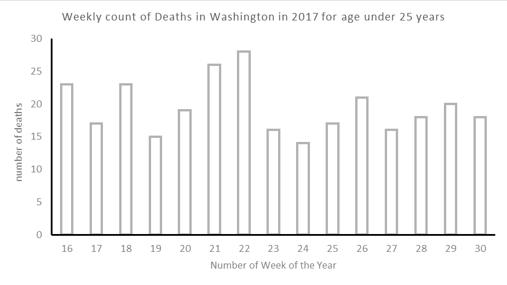 Weekly count of Deaths in Washington in 2017 for age under 25 years
30
25
20
15
10
5
0
number of deaths
16 17 18 19 20 21 22 23 24 25 26 27 28 29 30
Number of Week of the Year